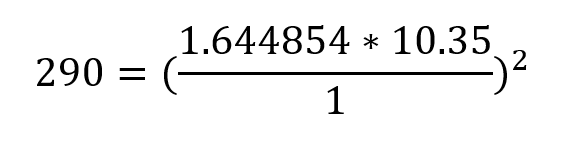 290 = (1.644854 * 10.35 / 1)²